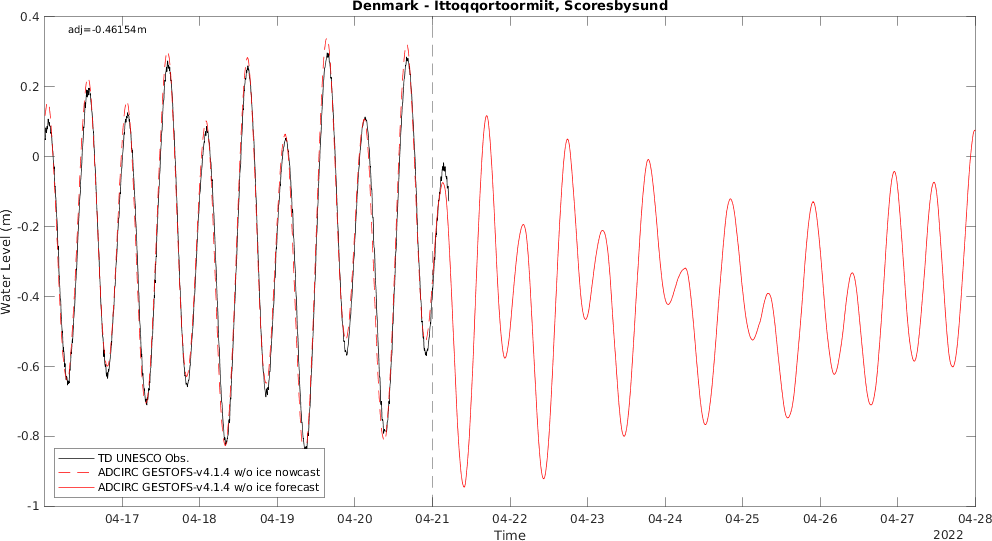 Denmark - Ittoqqortoormiit, Scoresbysund
adj=-0.46154m
0.4
0.2
0
-0.2
-0.4
-0.6
-0.8
-1
Water Level (m)
TD UNESCO Obs.
ADCIRC GESTOFS-v4.1.4 w/o ice nowcast
ADCIRC GESTOFS-v4.1.4 w/o ice forecast
04-17 04-18 04-19 04-20 04-21 04-22 04-23 04-24 04-25 04-26 04-27 04-28
Time
2022